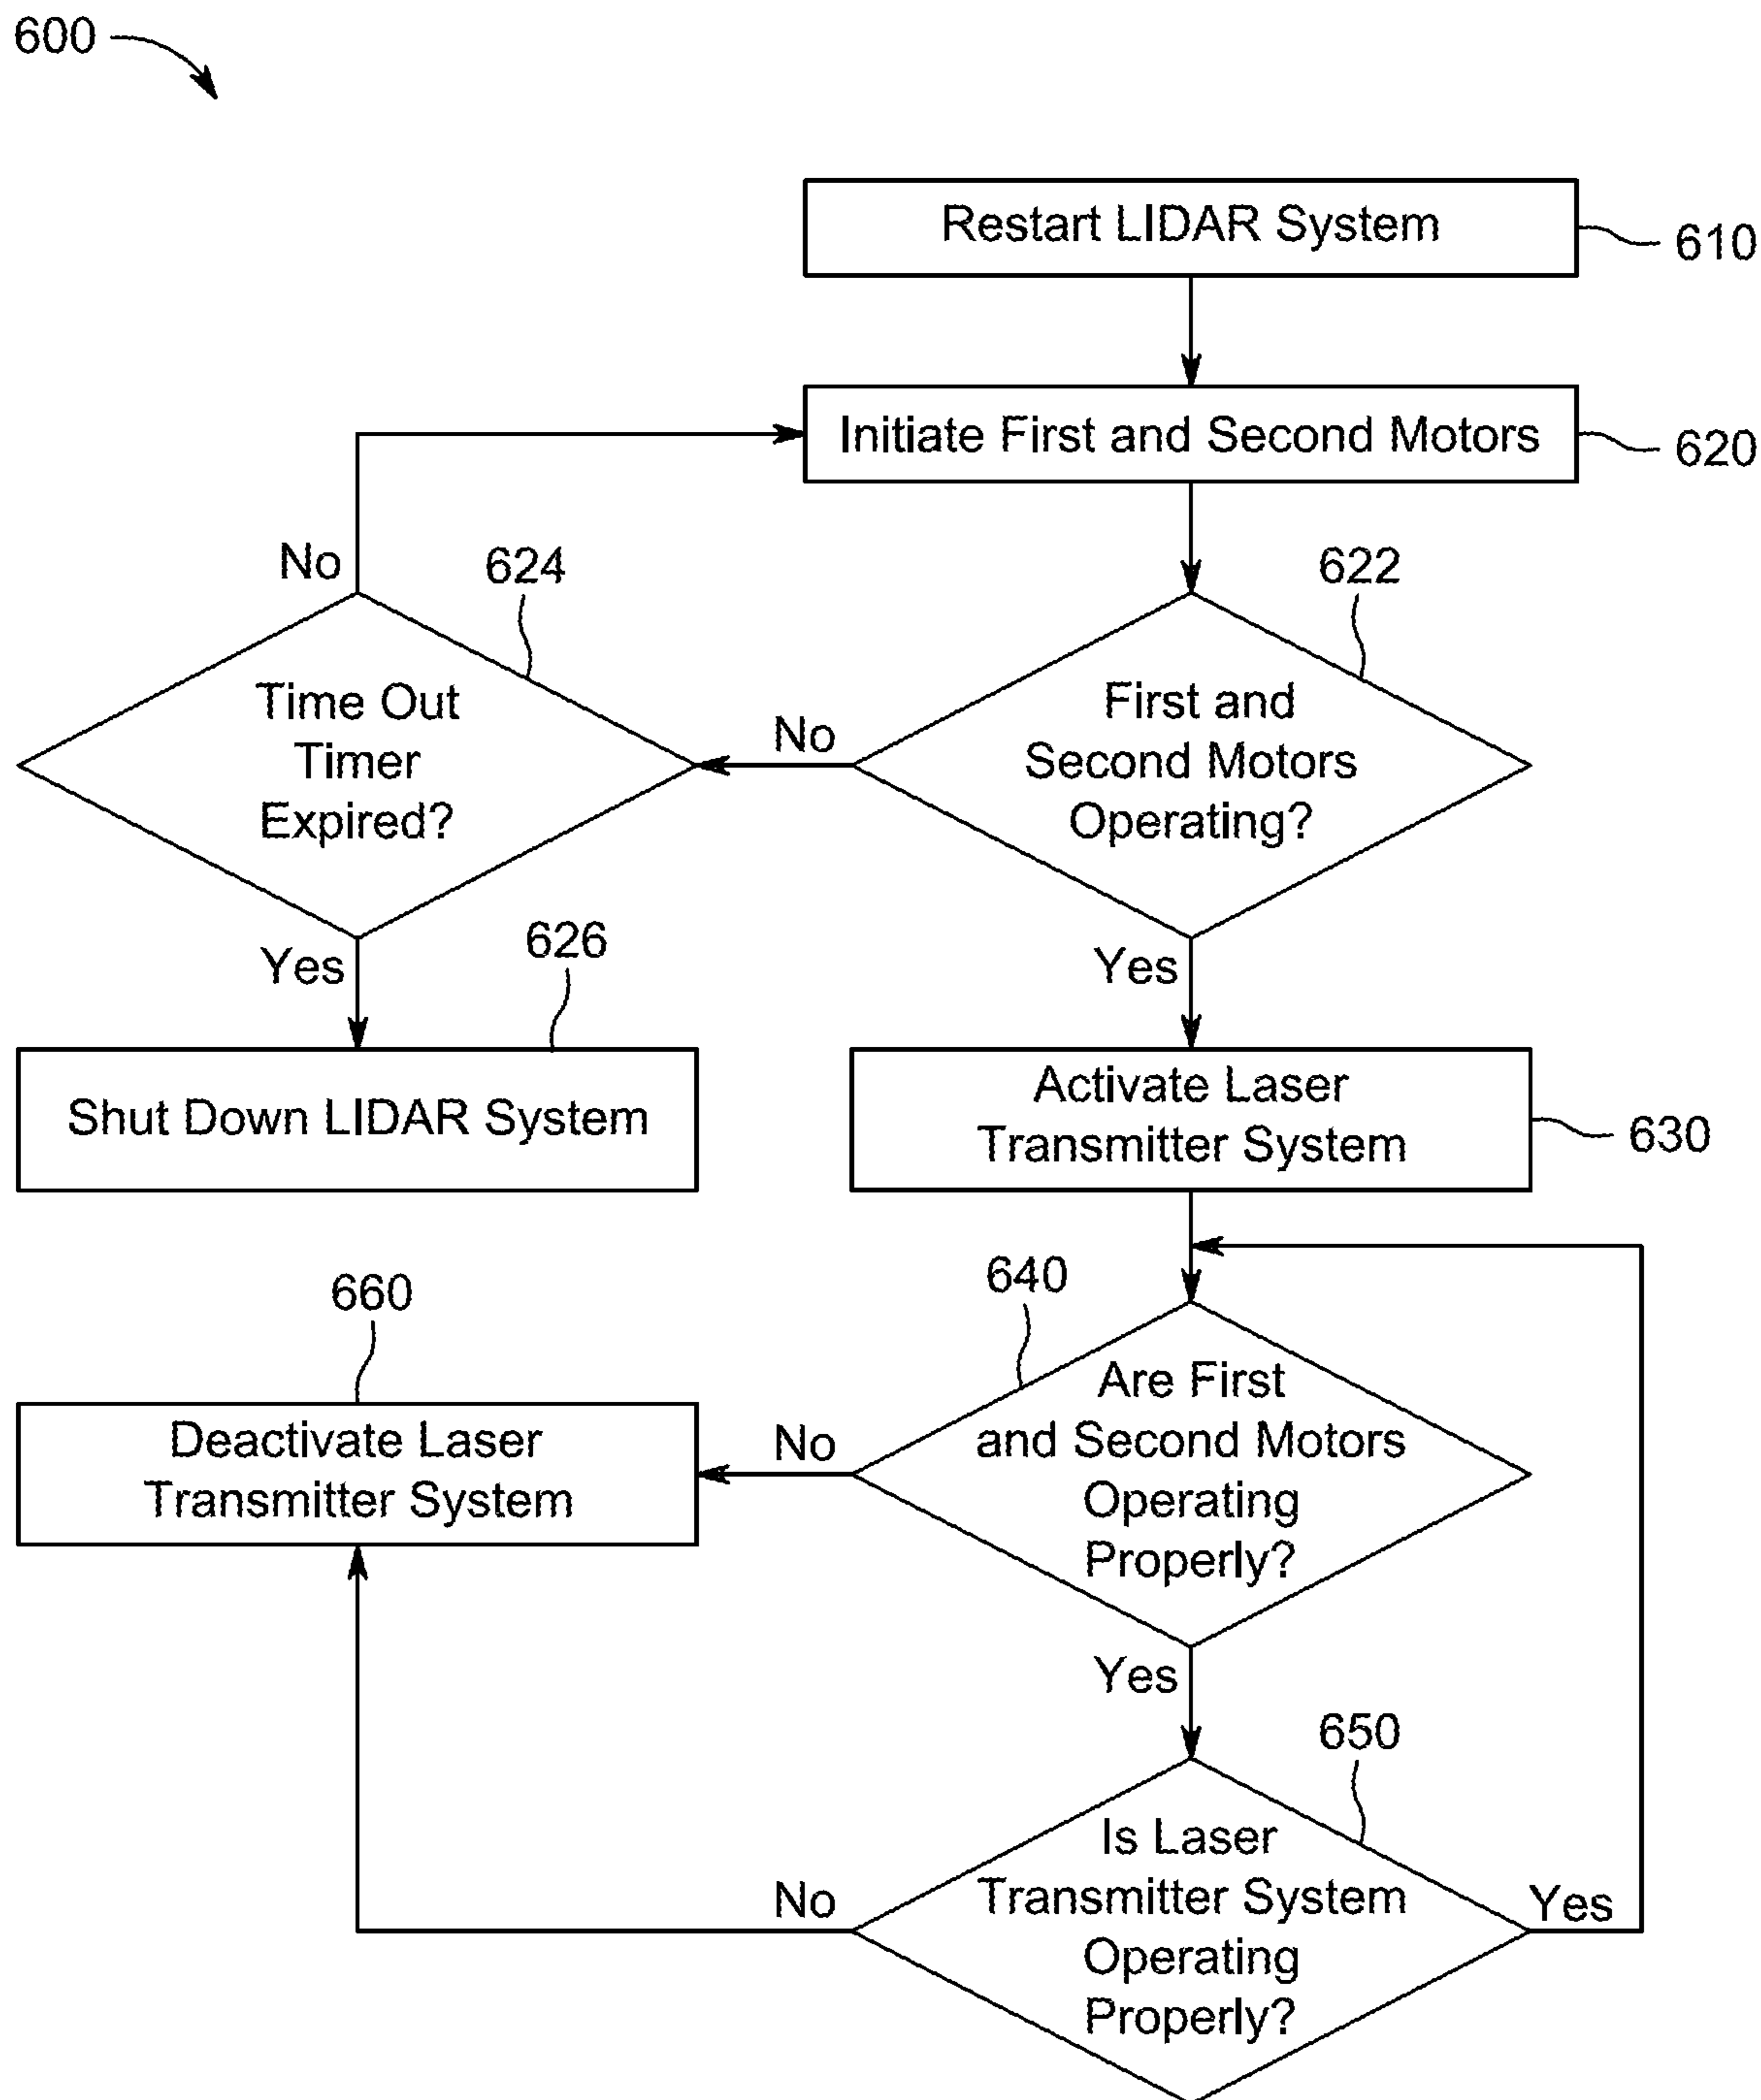 600
Restart LIDAR System
610
Initiate First and Second Motors
620
No
624
622
Time Out
Timer
Expired?
No
First and
Second Motors
Operating?
Yes
626
Yes
Shut Down LIDAR System
Activate Laser
Transmitter System
630
660
640
Deactivate Laser
Transmitter System
No
Are First
and Second Motors
Operating
Properly?
Yes
650
No
Is Laser
Transmitter System
Operating
Properly?
Yes